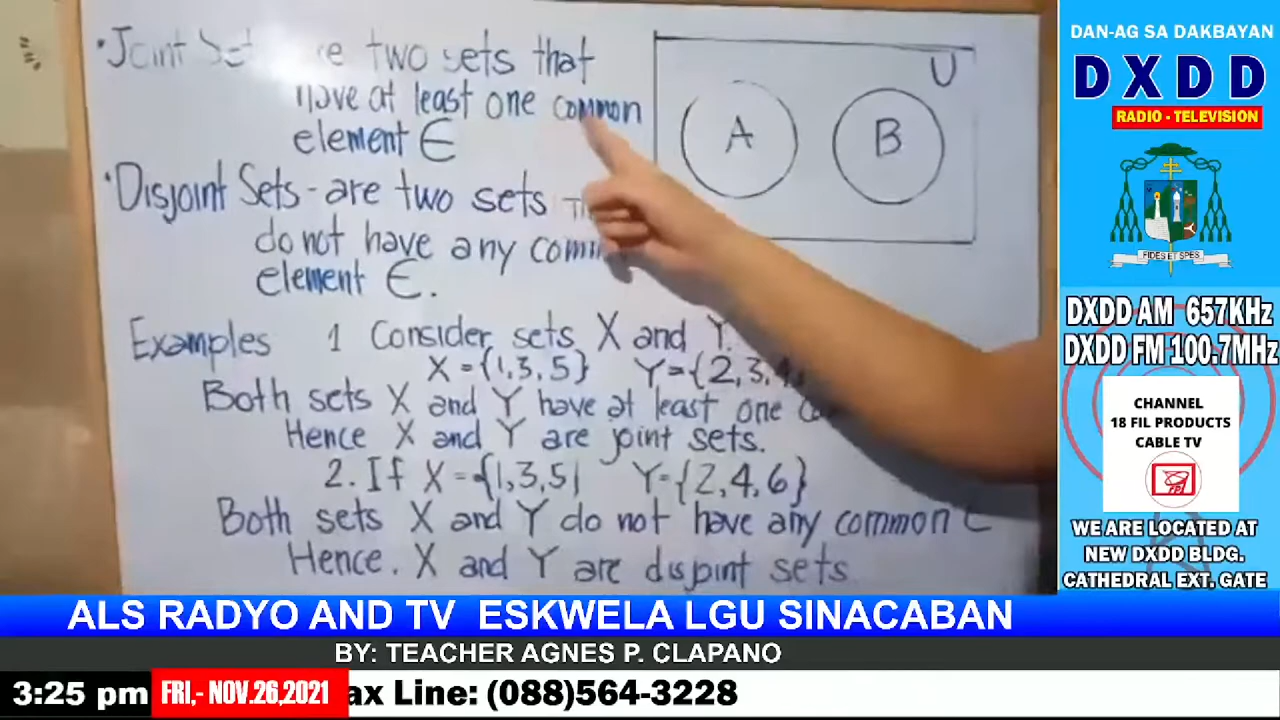 Joint Set are two sets that
have at least one common
element ∈
U
A
B
Disjoint Sets - are two sets
do not have any
element ∈.
Examples 1 Consider sets X and Y.
X = {1,3,5} Y = {2,3,4,
Both sets X and Y have at least one
Hence X and Y are joint sets.
2. If X = {1,3,5} Y = {2,4,6}
Both sets X and Y do not have any common ∈
Hence. X and Y are disjoint sets
DAN-AG SA DAKBAYAN
DXDD
RADIO - TELEVISION
FIDES ET SPES
DXDD AM 657KHz
DXDD FM 100.7MHz
CHANNEL
18 FIL PRODUCTS
CABLE TV
WE ARE LOCATED AT
NEW DXDD BLDG.
CATHEDRAL EXT. GATE
ALS RADYO AND TV ESKWELA LGU SINACABAN
BY: TEACHER AGNES P. CLAPANO
3:25 pm FRI,- NOV.26,2021 ax Line: (088)564-3228